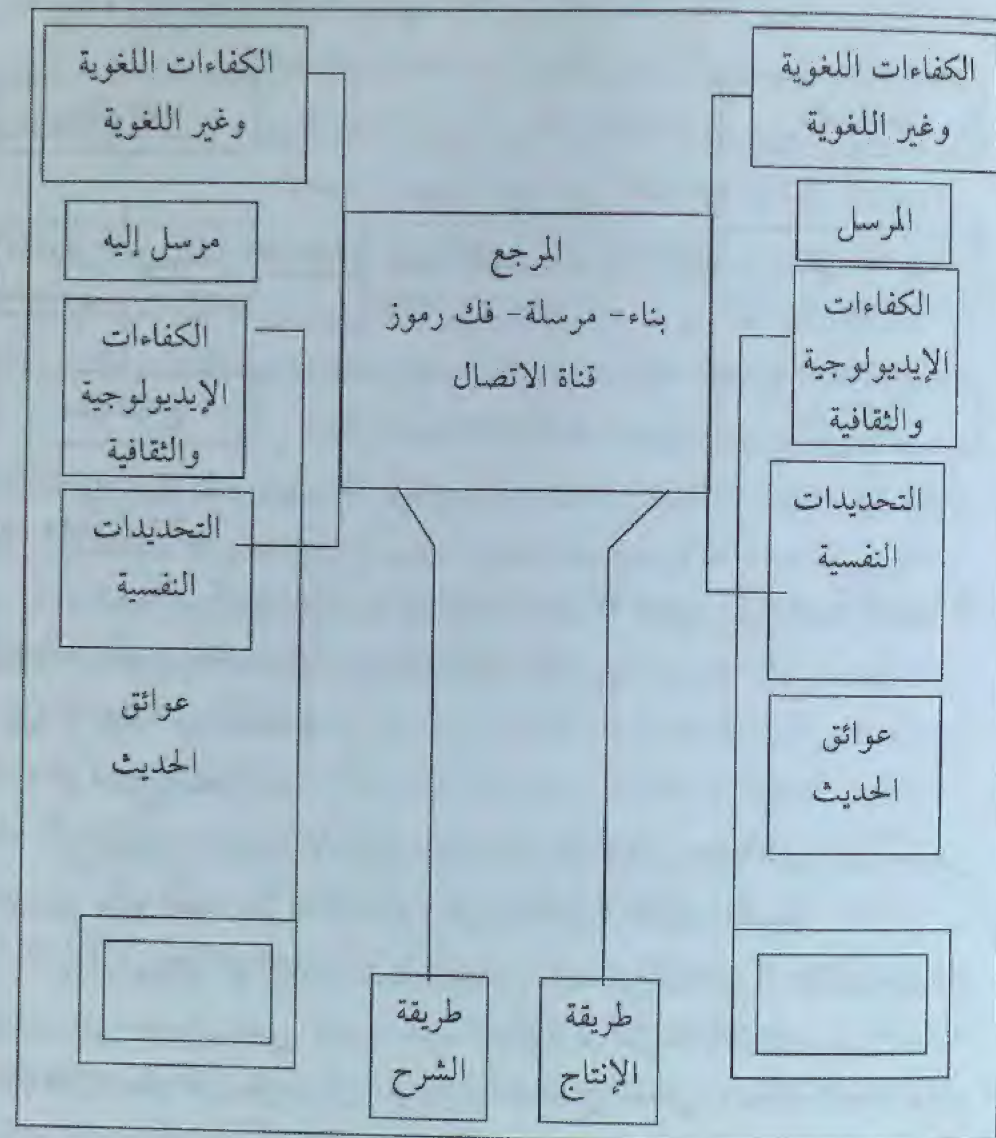 الكفاءات اللغوية
وغير اللغوية
المرسل
الكفاءات
الإيديولوجية
والثقافية
التحديدات
النفسية
عوائق
الحديث
المرجع
بناء- مرسلة- فك رموز
قناة الاتصال
طريقة
الإنتاج
طريقة
الشرح
الكفاءات اللغوية
وغير اللغوية
مرسل إليه
الكفاءات
الإيديولوجية
والثقافية
التحديدات
النفسية
عوائق
الحديث